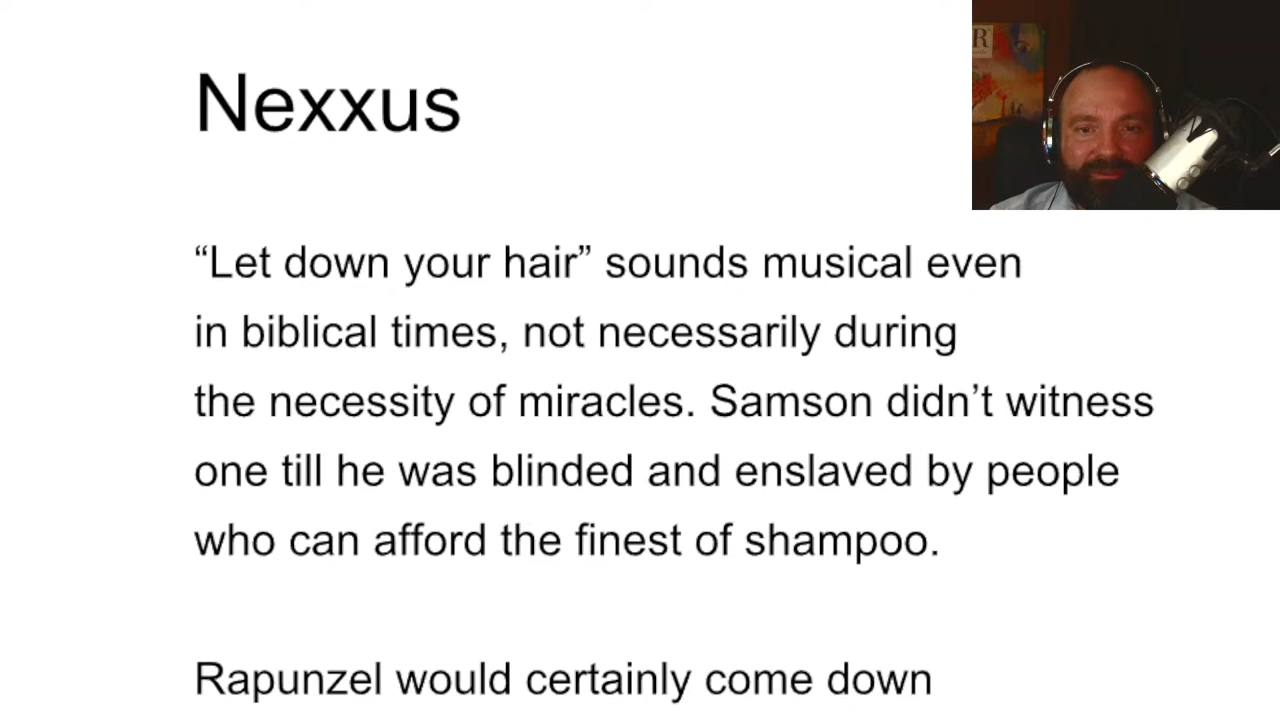 Nexxus
R
“Let down your hair” sounds musical even
in biblical times, not necessarily during
the necessity of miracles. Samson didn’t witness
one till he was blinded and enslaved by people
who can afford the finest of shampoo.
Rapunzel would certainly come down